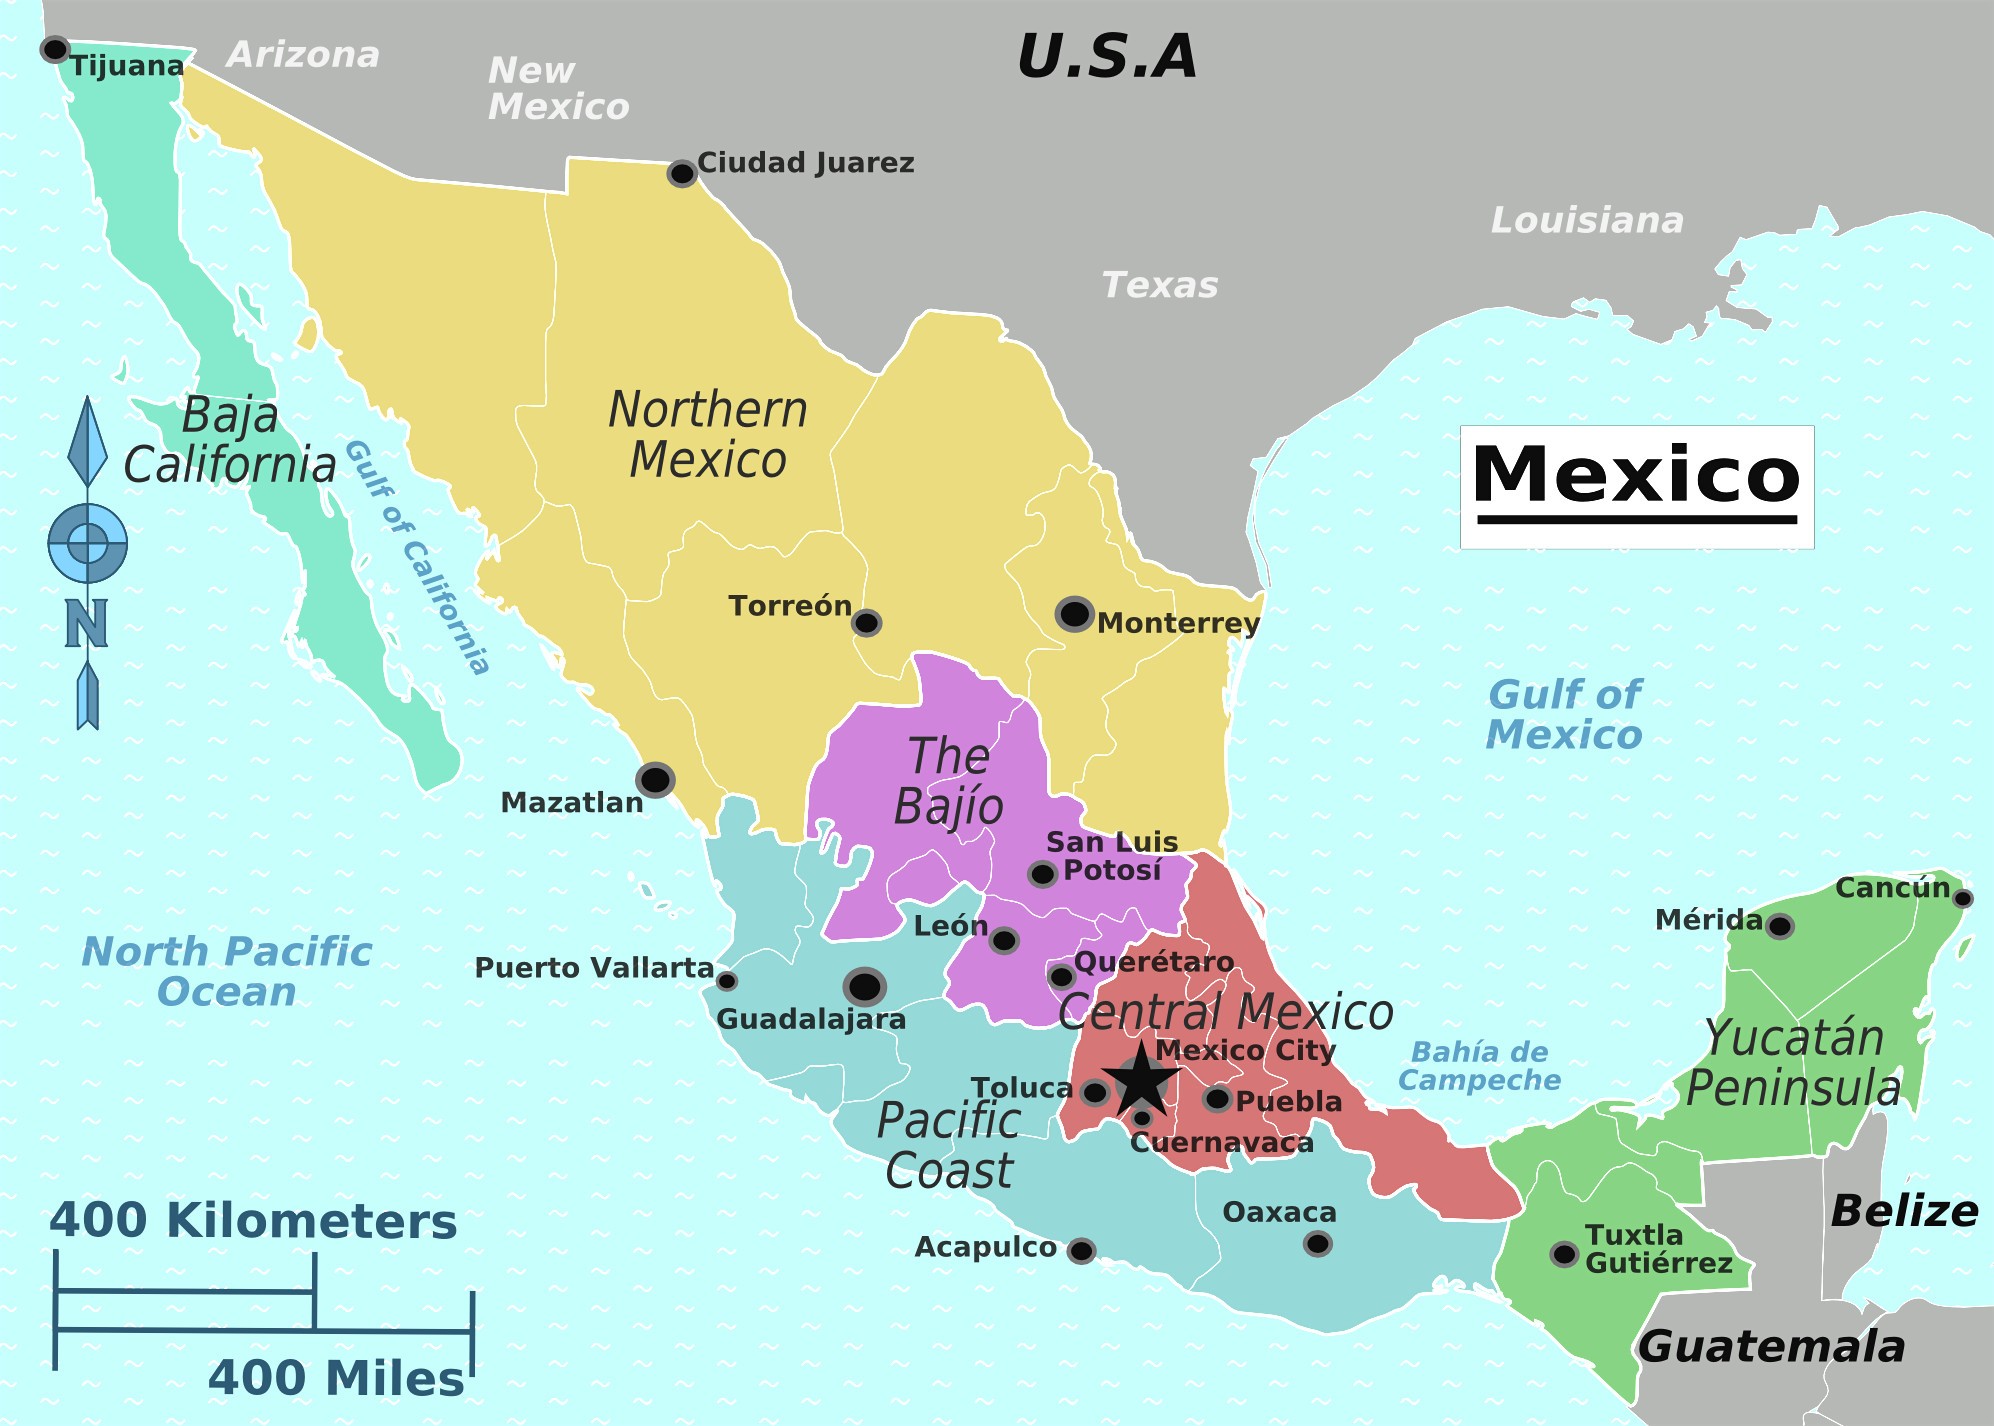 Tijuana
Arizona
New
Mexico
U.S.A
Ciudad Juarez
Louisiana
Texas
Baja
California
Northern
Mexico
Gulf of California
Mexico
N
Torreón
Monterrey
Gulf of
Mexico
The
Bajío
Mazatlan
San Luis
Potosí
Cancún
Mérida
León
North Pacific
Ocean
Puerto Vallarta
Querétaro
Guadalajara
Central Mexico
Mexico City
Bahía de
Campeche
Yucatán
Peninsula
Toluca
Puebla
Pacific
Coast
Cuernavaca
400 Kilometers
Oaxaca
Acapulco
Tuxtla
Gutiérrez
Belize
Guatemala
400 Miles